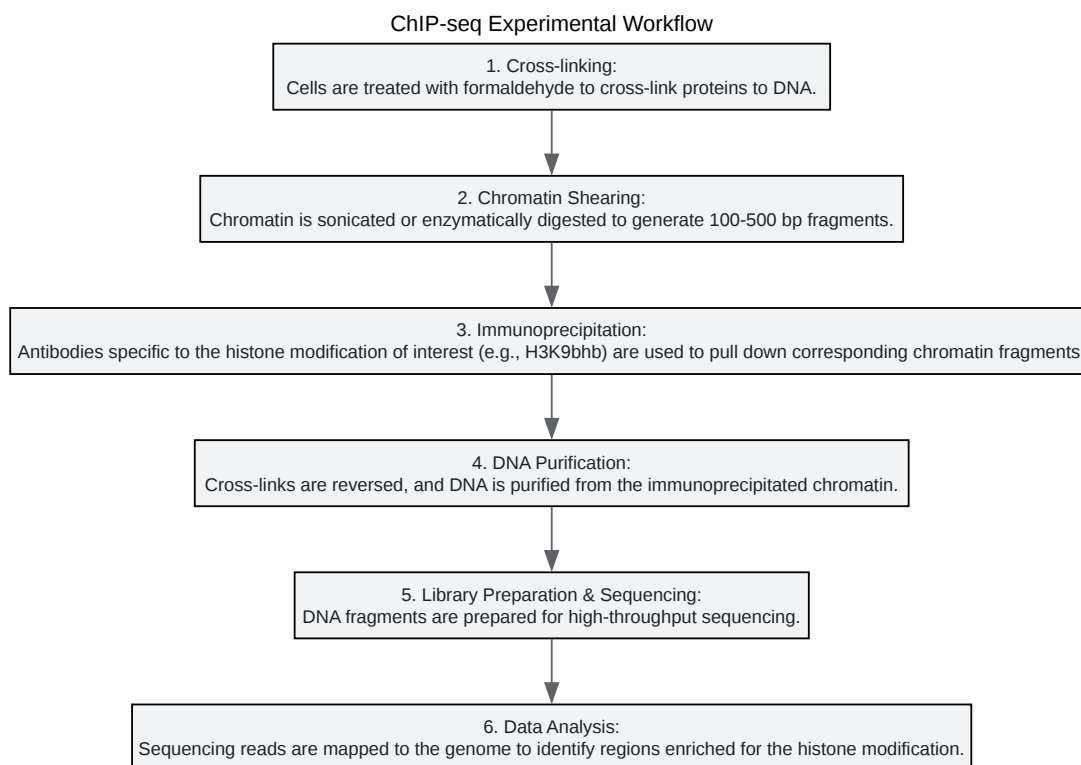 ChIP-seq Experimental Workflow
1. Cross-linking:
Cells are treated with formaldehyde to cross-link proteins to DNA.
2. Chromatin Shearing:
Chromatin is sonicated or enzymatically digested to generate 100-500 bp fragments.
3. Immunoprecipitation:
Antibodies specific to the histone modification of interest (e.g., H3K9bhb) are used to pull down corresponding chromatin fragments
4. DNA Purification:
Cross-links are reversed, and DNA is purified from the immunoprecipitated chromatin.
5. Library Preparation & Sequencing:
DNA fragments are prepared for high-throughput sequencing.
6. Data Analysis:
Sequencing reads are mapped to the genome to identify regions enriched for the histone modification.